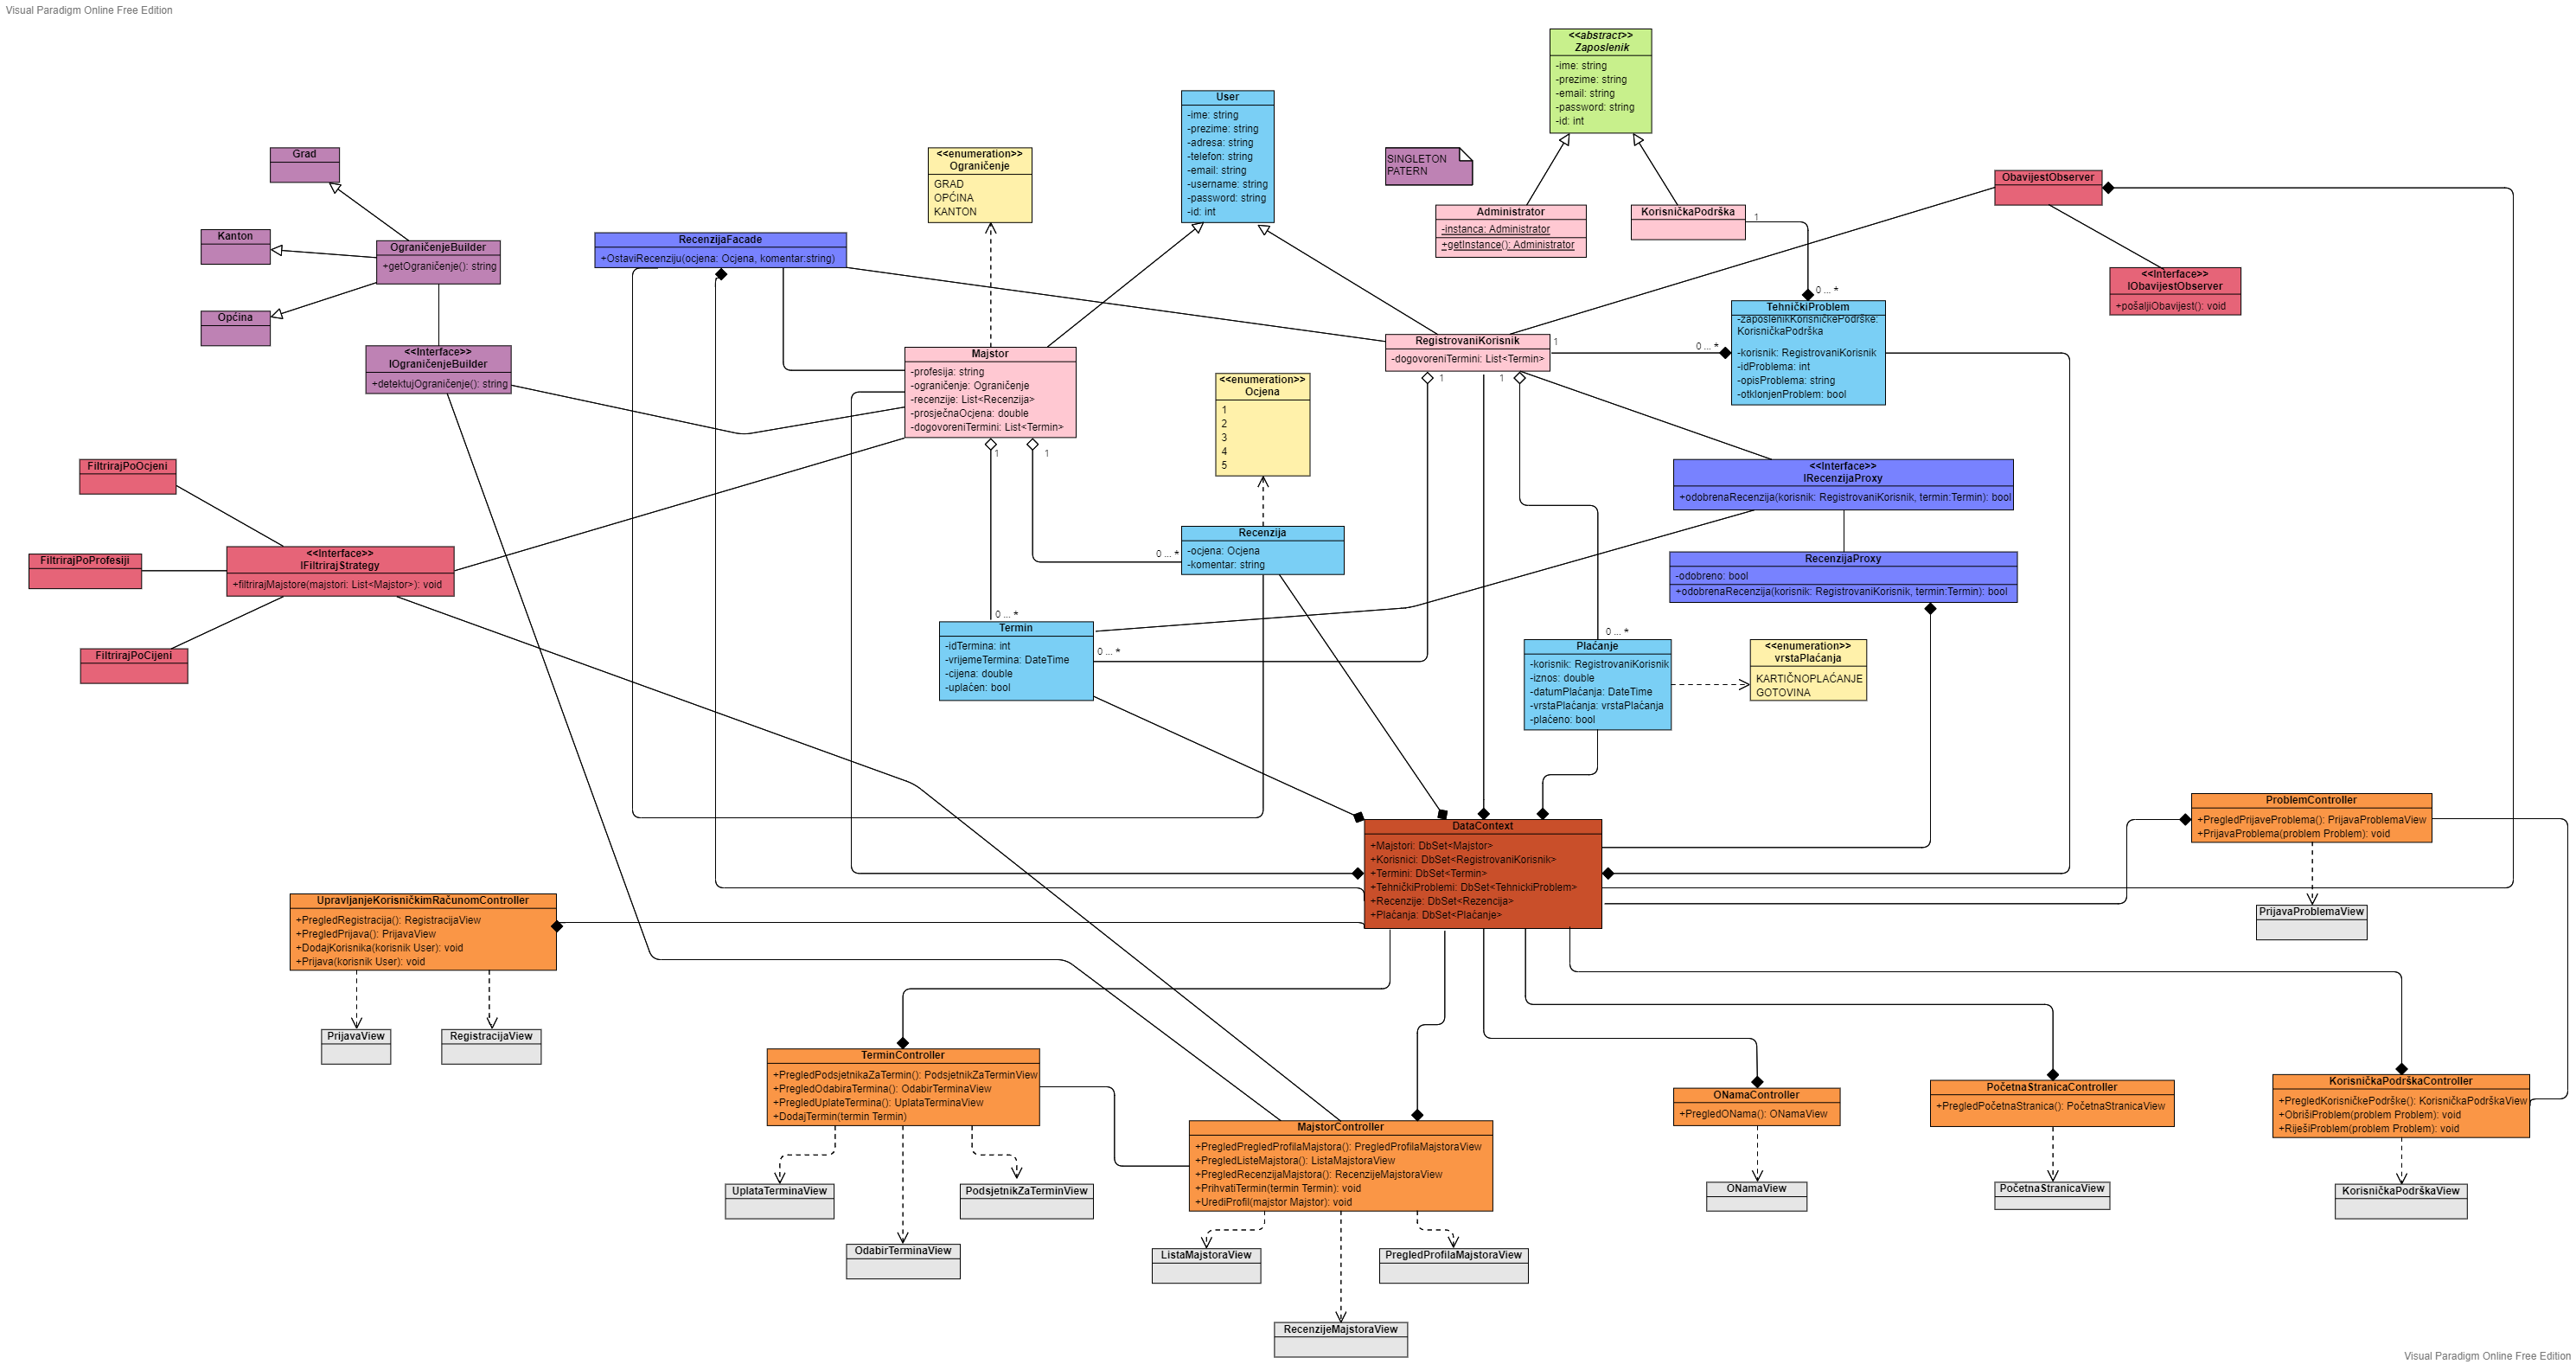 Visual Paradigm Online Free Edition
<<abstract>>
Zaposlenik
-ime: string
-prezime: string
-email: string
-password: string
-id: int
User
-ime: string
-prezime: string
-adresa: string
-telefon: string
-email: string
-username: string
-password: string
-id: int
Grad
<<enumeration>>
Ograničenje
GRAD
OPĆINA
KANTON
SINGLETON
PATERN
ObavijestObserver
Administrator
-instanca: Administrator
+getInstance(): Administrator
KorisničkaPodrška
1
Kanton
OgraničenjeBuilder
+getOgraničenje(): string
RecenzijaFacade
+OstaviRecenziju(ocjena: Ocjena, komentar:string)
<<Interface>>
IObavijestObserver
+pošaljiObavijest(): void
0 ... *
TehničkiProblem
-zaposlenikKorisničkePodrške:
KorisničkaPodrška
-korisnik: RegistrovaniKorisnik
-idProblema: int
-opisProblema: string
-otklonjenProblem: bool
Općina
<<Interface>>
IOgraničenjeBuilder
+detektujOgraničenje(): string
RegistrovaniKorisnik
-dogovoreniTermini: List<Termin>
1
0 ... *
1
1
Majstor
-profesija: string
-ograničenje: Ograničenje
-recenzije: List<Recenzija>
-prosječnaOcjena: double
-dogovoreniTermini: List<Termin>
1
1
<<enumeration>>
Ocjena
1
2
3
4
5
FiltrirajPoOcjeni
<<Interface>>
IRecenzijaProxy
+odobrenaRecenzija(korisnik: RegistrovaniKorisnik, termin:Termin): bool
FiltrirajPoProfesiji
<<Interface>>
IFiltrirajStrategy
+filtrirajMajstore(majstori: List<Majstor>): void
0 ... *
Recenzija
-ocjena: Ocjena
-komentar: string
RecenzijaProxy
-odobreno: bool
+odobrenaRecenzija(korisnik: RegistrovaniKorisnik, termin:Termin): bool
FiltrirajPoCijeni
0 ... *
Termin
-idTermina: int
-vrijemeTermina: DateTime
-cijena: double
-uplaćen: bool
0 ... *
0 ... *
Plaćanje
-korisnik: RegistrovaniKorisnik
-iznos: double
-datumPlaćanja: DateTime
-vrstaPlaćanja: vrstaPlaćanja
-plaćeno: bool
<<enumeration>>
vrstaPlaćanja
KARTIČNOPLAĆANJE
GOTOVINA
DataContext
+Majstori: DbSet<Majstor>
+Korisnici: DbSet<RegistrovaniKorisnik>
+Termini: DbSet<Termin>
+TehničkiProblemi: DbSet<TehnickiProblem>
+Recenzije: DbSet<Rezencija>
+Plaćanja: DbSet<Plaćanje>
ProblemController
+PregledPrijaveProblema(): PrijavaProblemaView
+PrijavaProblema(problem Problem): void
PrijavaProblemaView
UpravljanjeKorisničkimRačunomController
+PregledRegistracija(): RegistracijaView
+PregledPrijava(): PrijavaView
+DodajKorisnika(korisnik User): void
+Prijava(korisnik User): void
PrijavaView
RegistracijaView
TerminController
+PregledPodsjetnikaZaTermin(): PodsjetnikZaTerminView
+PregledOdabiraTermina(): OdabirTerminaView
+PregledUplateTermina(): UplataTerminaView
+DodajTermin(termin Termin)
MajstorController
+PregledPregledProfilaMajstora(): PregledProfilaMajstoraView
+PregledListeMajstora(): ListaMajstoraView
+PregledRecenzijaMajstora(): RecenzijeMajstoraView
+PrihvatiTermin(termin Termin): void
+UrediProfil(majstor Majstor): void
ONamaController
+PregledONama(): ONamaView
PočetnaStranicaController
+PregledPočetnaStranica(): PočetnaStranicaView
KorisničkaPodrškaController
+PregledKorisničkePodrške(): KorisničkaPodrškaView
+ObrišiProblem(problem Problem): void
+RiješiProblem(problem Problem): void
UplataTerminaView
PodsjetnikZaTerminView
ONamaView
PočetnaStranicaView
KorisničkaPodrškaView
OdabirTerminaView
ListaMajstoraView
PregledProfilaMajstoraView
RecenzijeMajstoraView
Visual Paradigm Online Free Edition